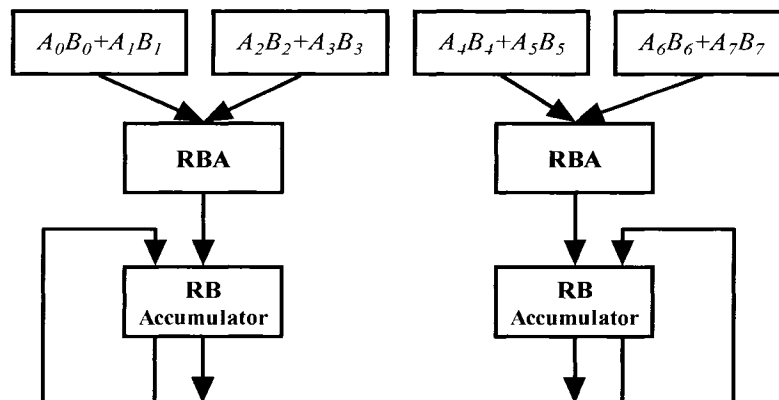 A0B0+A1B1 A2B2+A3B3 A4B4+A5B5 A6B6+A7B7
RBA RBA
RB RB
Accumulator Accumulator